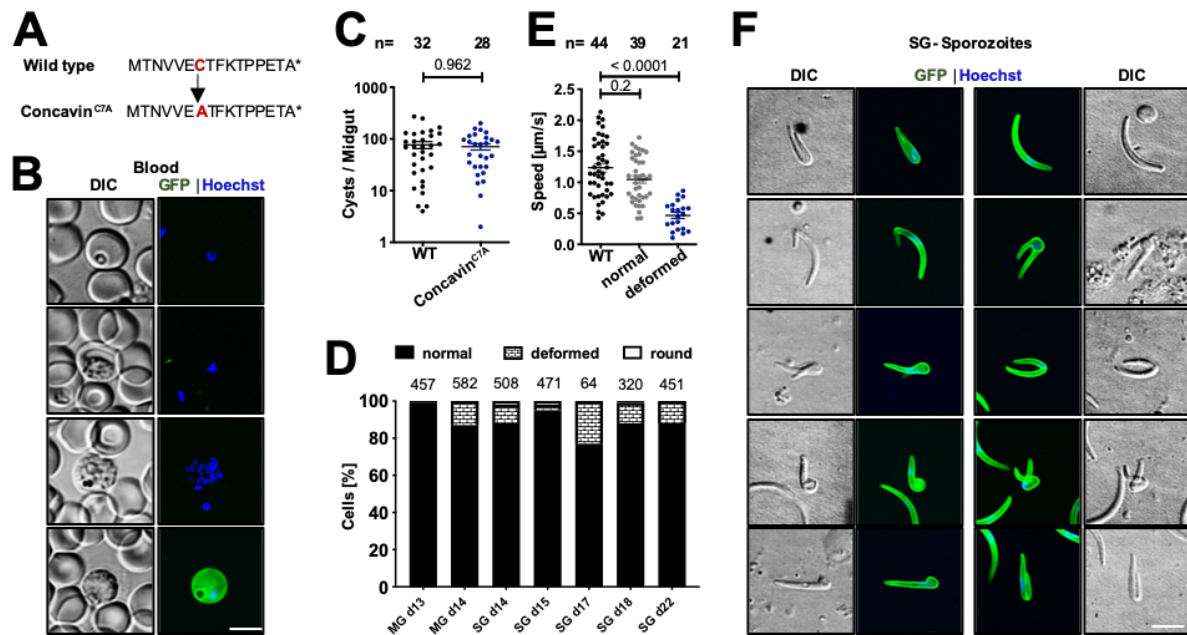 A
Wild type MTNVVECTFKTPPETA*
Concavin C7A MTNVVEATFKTPPETA*
B
Blood
DIC GFP | Hoechst
C
n= 32 28
0.962
Cysts / Midgut
1000
100
10
1
WT
Concavin C7A
E
n= 44 39 21
< 0.0001
0.2
Speed [µm/s]
2.5
2.0
1.5
1.0
0.5
0.0
WT
normal
deformed
D
normal deformed round
457 582 508 471 64 320 451
Cells [%]
100
80
60
40
20
0
MG d13 MG d14 SG d14 SG d15 SG d17 SG d18 SG d22
F
SG- Sporozoites
DIC GFP | Hoechst DIC